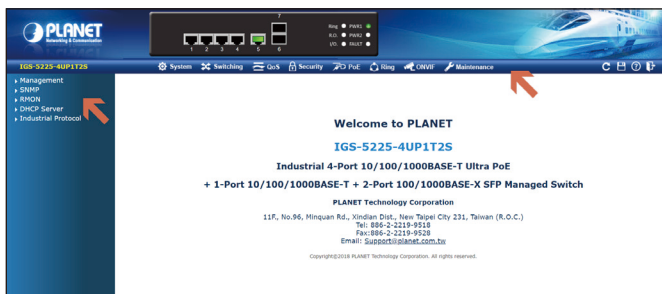 PLANET
Networking & Communication
7
1 2 3 4 5 6
Ring PWR1
R.O. PWR2
I/O. FAULT
IGS-5225-4UP1T2S
System Switching QoS Security PoE Ring ONVIF Maintenance
Management
SNMP
RMON
DHCP Server
Industrial Protocol
Welcome to PLANET
IGS-5225-4UP1T2S
Industrial 4-Port 10/100/1000BASE-T Ultra PoE
+ 1-Port 10/100/1000BASE-T + 2-Port 100/1000BASE-X SFP Managed Switch
PLANET Technology Corporation
11F., No.96, Minquan Rd., Xindian Dist., New Taipei City 231, Taiwan (R.O.C.)
Tel: 886-2-2219-9518
Fax:886-2-2219-9528
Email: Support@planet.com.tw
Copyright©2018 PLANET Technology Corporation. All rights reserved.